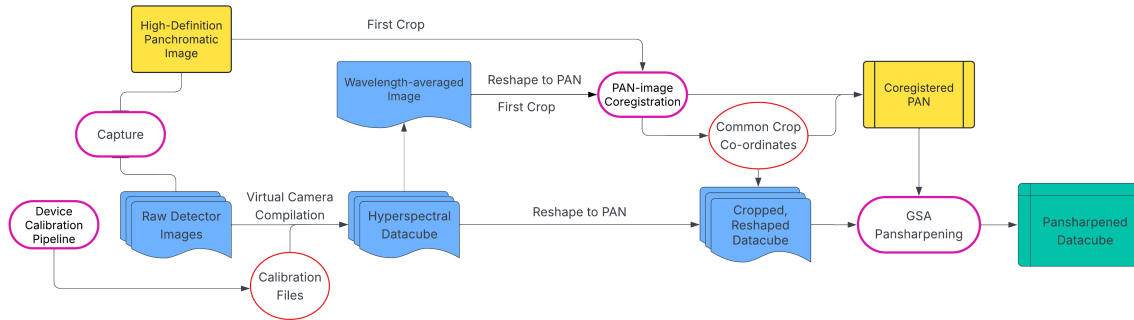 High-Definition
Panchromatic
Image
First Crop
Wavelength-averaged
Image
Reshape to PAN
First Crop
PAN-image
Coregistration
Coregistered
PAN
Capture
Common Crop
Co-ordinates
Device
Calibration
Pipeline
Raw Detector
Images
Virtual Camera
Compilation
Hyperspectral
Datacube
Reshape to PAN
Cropped,
Reshaped
Datacube
GSA
Pansharpening
Pansharpened
Datacube
Calibration
Files